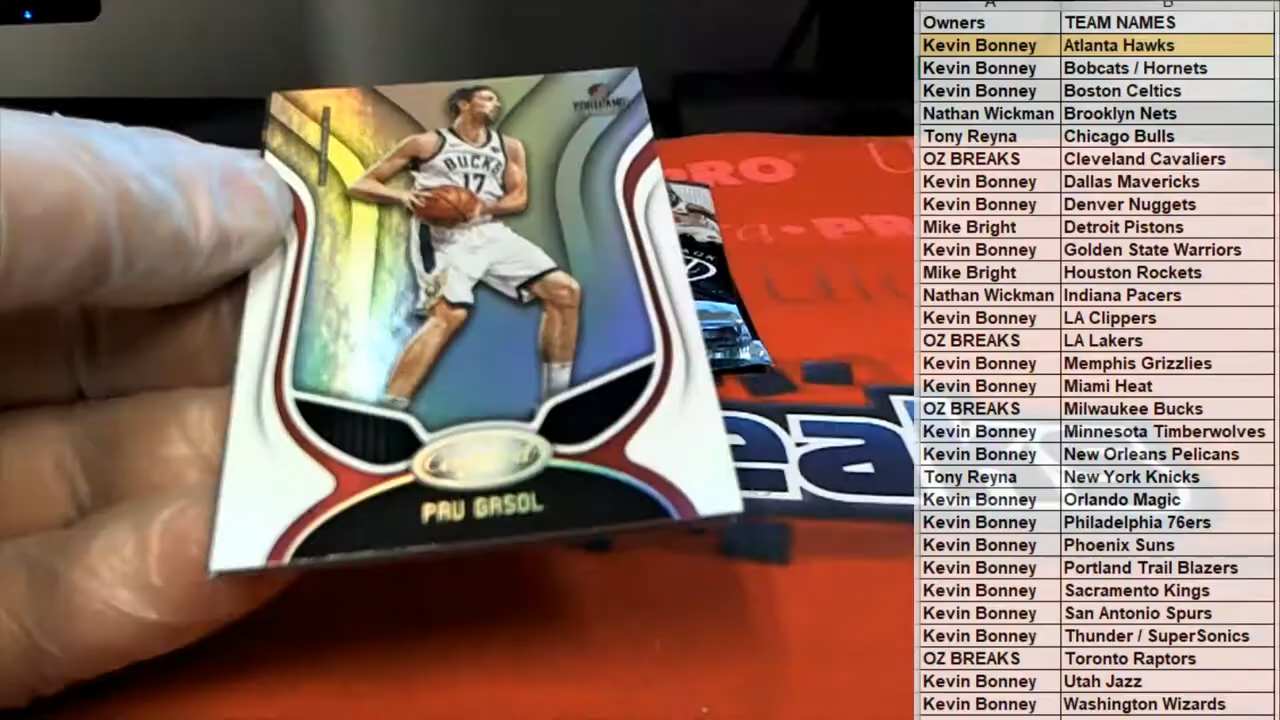 A B
Owners TEAM NAMES
Kevin Bonney Atlanta Hawks
Kevin Bonney Bobcats / Hornets
Kevin Bonney Boston Celtics
Nathan Wickman Brooklyn Nets
Tony Reyna Chicago Bulls
OZ BREAKS Cleveland Cavaliers
Kevin Bonney Dallas Mavericks
Kevin Bonney Denver Nuggets
Mike Bright Detroit Pistons
Kevin Bonney Golden State Warriors
Mike Bright Houston Rockets
Nathan Wickman Indiana Pacers
Kevin Bonney LA Clippers
OZ BREAKS LA Lakers
Kevin Bonney Memphis Grizzlies
Kevin Bonney Miami Heat
OZ BREAKS Milwaukee Bucks
Kevin Bonney Minnesota Timberwolves
Kevin Bonney New Orleans Pelicans
Tony Reyna New York Knicks
Kevin Bonney Orlando Magic
Kevin Bonney Philadelphia 76ers
Kevin Bonney Phoenix Suns
Kevin Bonney Portland Trail Blazers
Kevin Bonney Sacramento Kings
Kevin Bonney San Antonio Spurs
Kevin Bonney Thunder / SuperSonics
OZ BREAKS Toronto Raptors
Kevin Bonney Utah Jazz
Kevin Bonney Washington Wizards
PORTLAND
BUCKS
17
PAU GASOL
PRO